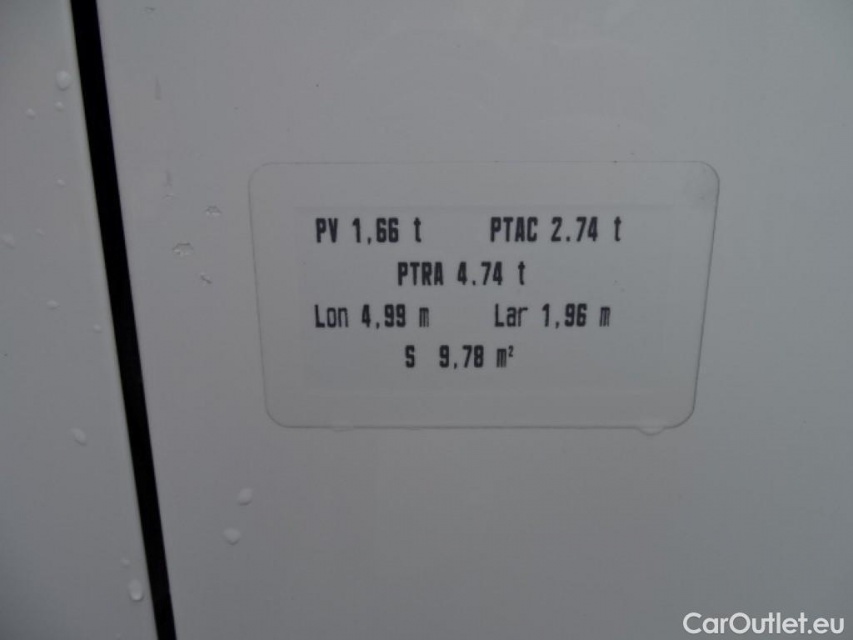 PV 1,66 t PTAC 2.74 t
PTRA 4.74 t
Lon 4,99 m Lar 1,96 m
S 9,78 m²
CarOutlet.eu